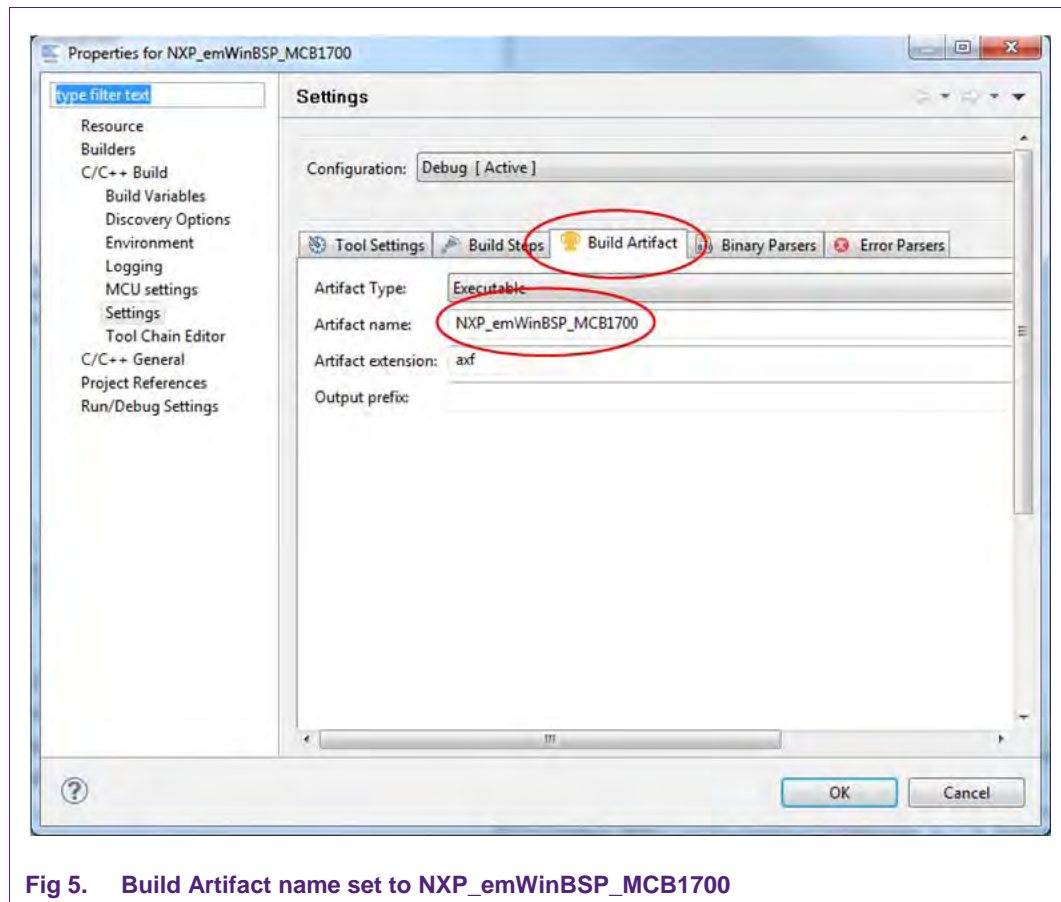 Properties for NXP_emWinBSP_MCB1700
type filter text
Resource
Builders
C/C++ Build
Build Variables
Discovery Options
Environment
Logging
MCU settings
Settings
Tool Chain Editor
C/C++ General
Project References
Run/Debug Settings
Settings
Configuration: Debug [ Active ]
Tool Settings Build Steps Build Artifact Binary Parsers Error Parsers
Artifact Type: Executable
Artifact name: NXP_emWinBSP_MCB1700
Artifact extension: axf
Output prefix:
OK Cancel
Fig 5. Build Artifact name set to NXP_emWinBSP_MCB1700